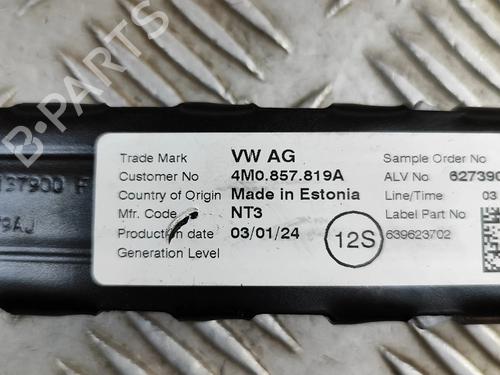 B-PARTS
Trade Mark VW AG Sample Order No
Customer No 4M0.857.819A ALV No 627390
Country of Origin Made in Estonia Line/Time 03
Mfr. Code NT3 Label Part No
Production date 03/01/24 12S 639623702
Generation Level